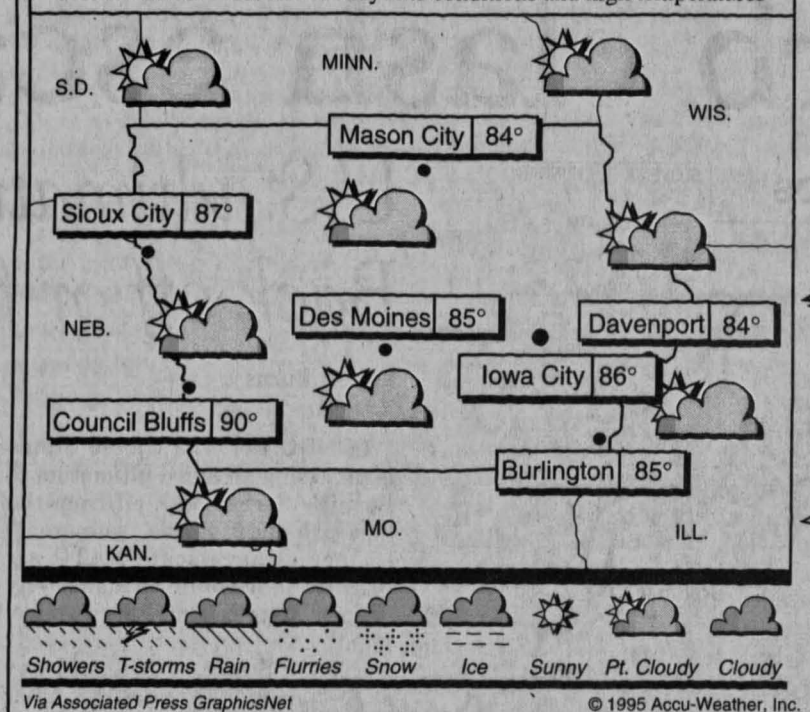 MINN.
S.D.
WIS.
Mason City 84°
Sioux City 87°
NEB.
Des Moines 85°
Davenport 84°
Iowa City 86°
Council Bluffs 90°
Burlington 85°
MO.
ILL.
KAN.
Showers T-storms Rain Flurries Snow Ice Sunny Pt. Cloudy Cloudy
Via Associated Press GraphicsNet © 1995 Accu-Weather, Inc.